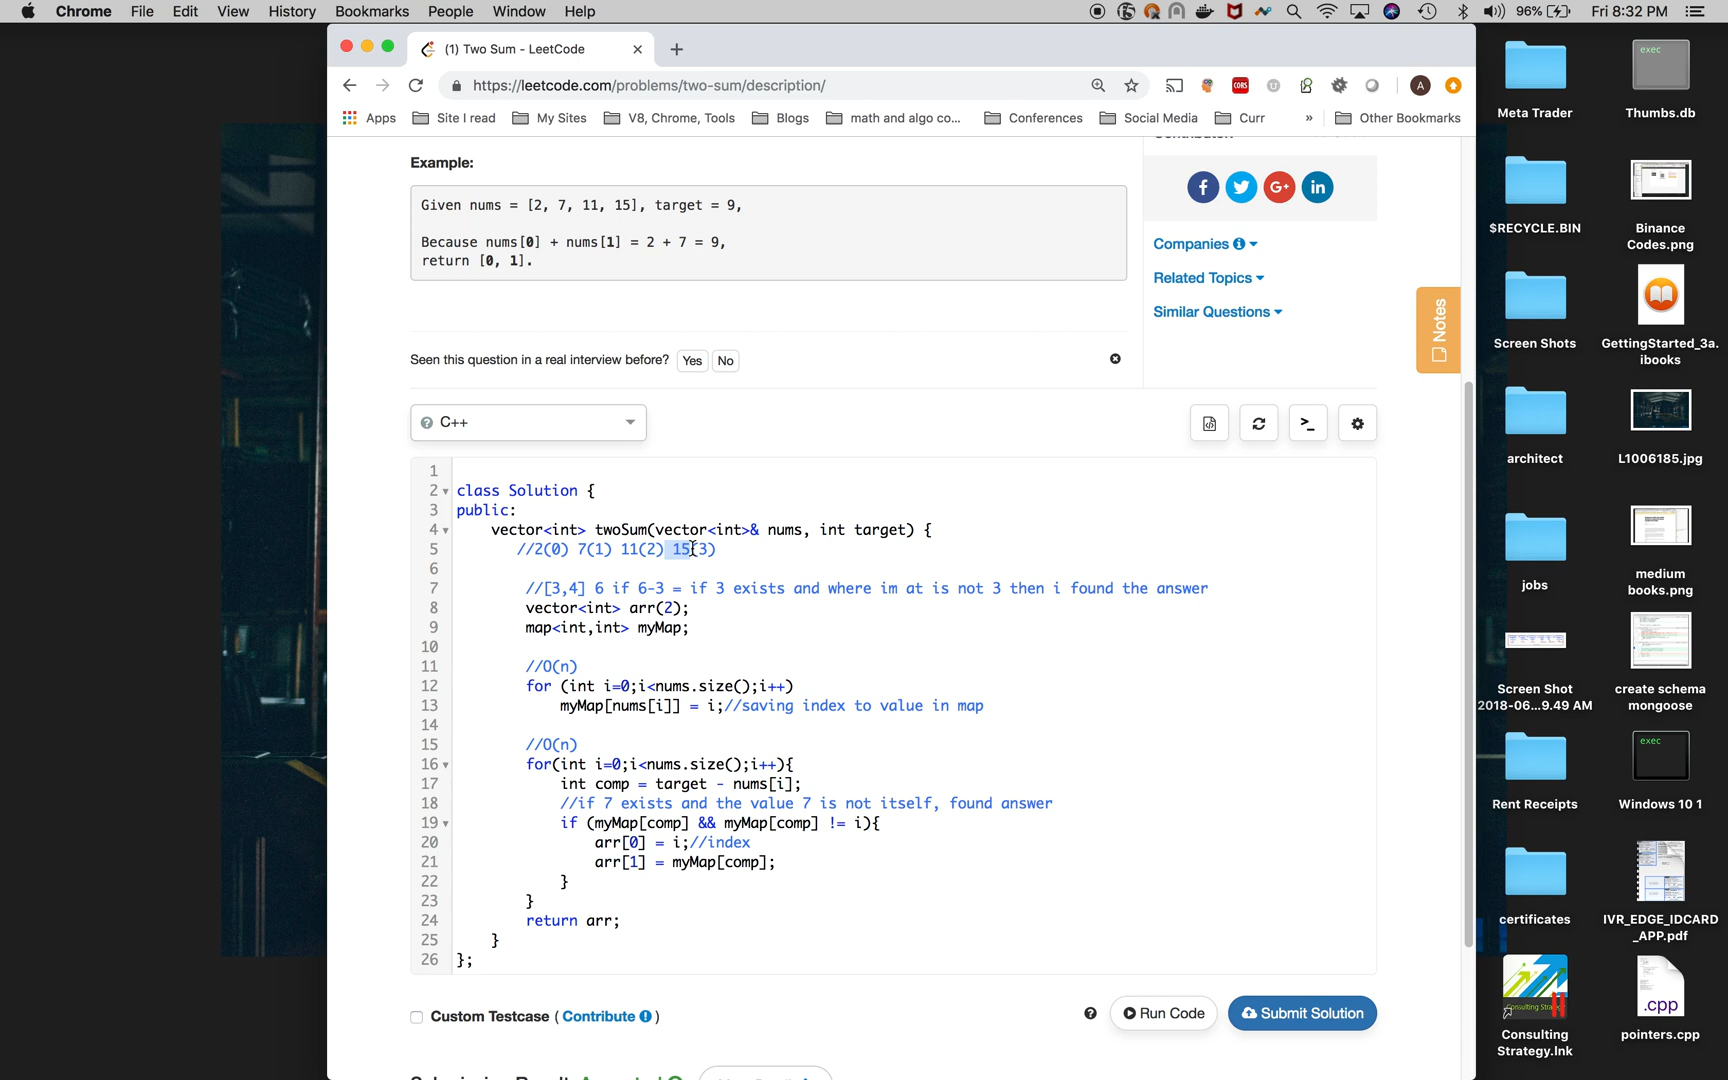 Chrome File Edit View History Bookmarks People Window Help 96% Fri 8:32 PM
(1) Two Sum - LeetCode
https://leetcode.com/problems/two-sum/description/
CORS
A
Apps Site I read My Sites V8, Chrome, Tools Blogs math and algo co... Conferences Social Media Curr » Other Bookmarks
Example:
Given nums = [2, 7, 11, 15], target = 9,
Because nums[0] + nums[1] = 2 + 7 = 9,
return [0, 1].
Companies
Related Topics
Similar Questions
Notes
Seen this question in a real interview before? Yes No
C++
1
2 class Solution {
3 public:
4 vector<int> twoSum(vector<int>& nums, int target) {
5 //2(0) 7(1) 11(2) 15(3)
6
7 //[3,4] 6 if 6-3 = if 3 exists and where im at is not 3 then i found the answer
8 vector<int> arr(2);
9 map<int,int> myMap;
10
11 //O(n)
12 for (int i=0;i<nums.size();i++)
13 myMap[nums[i]] = i;//saving index to value in map
14
15 //O(n)
16 for(int i=0;i<nums.size();i++){
17 int comp = target - nums[i];
18 //if 7 exists and the value 7 is not itself, found answer
19 if (myMap[comp] && myMap[comp] != i){
20 arr[0] = i;//index
21 arr[1] = myMap[comp];
22 }
23 }
24 return arr;
25 }
26 };
Custom Testcase ( Contribute )
Run Code
Submit Solution
Meta Trader
exec
Thumbs.db
$RECYCLE.BIN
Binance
Codes.png
Screen Shots
GettingStarted_3a.
ibooks
architect
L1006185.jpg
jobs
medium
books.png
Screen Shot
2018-06...9.49 AM
create schema
mongoose
Rent Receipts
exec
Windows 10 1
certificates
IVR_EDGE_IDCARD
_APP.pdf
Consulting
Strategy.lnk
.cpp
pointers.cpp